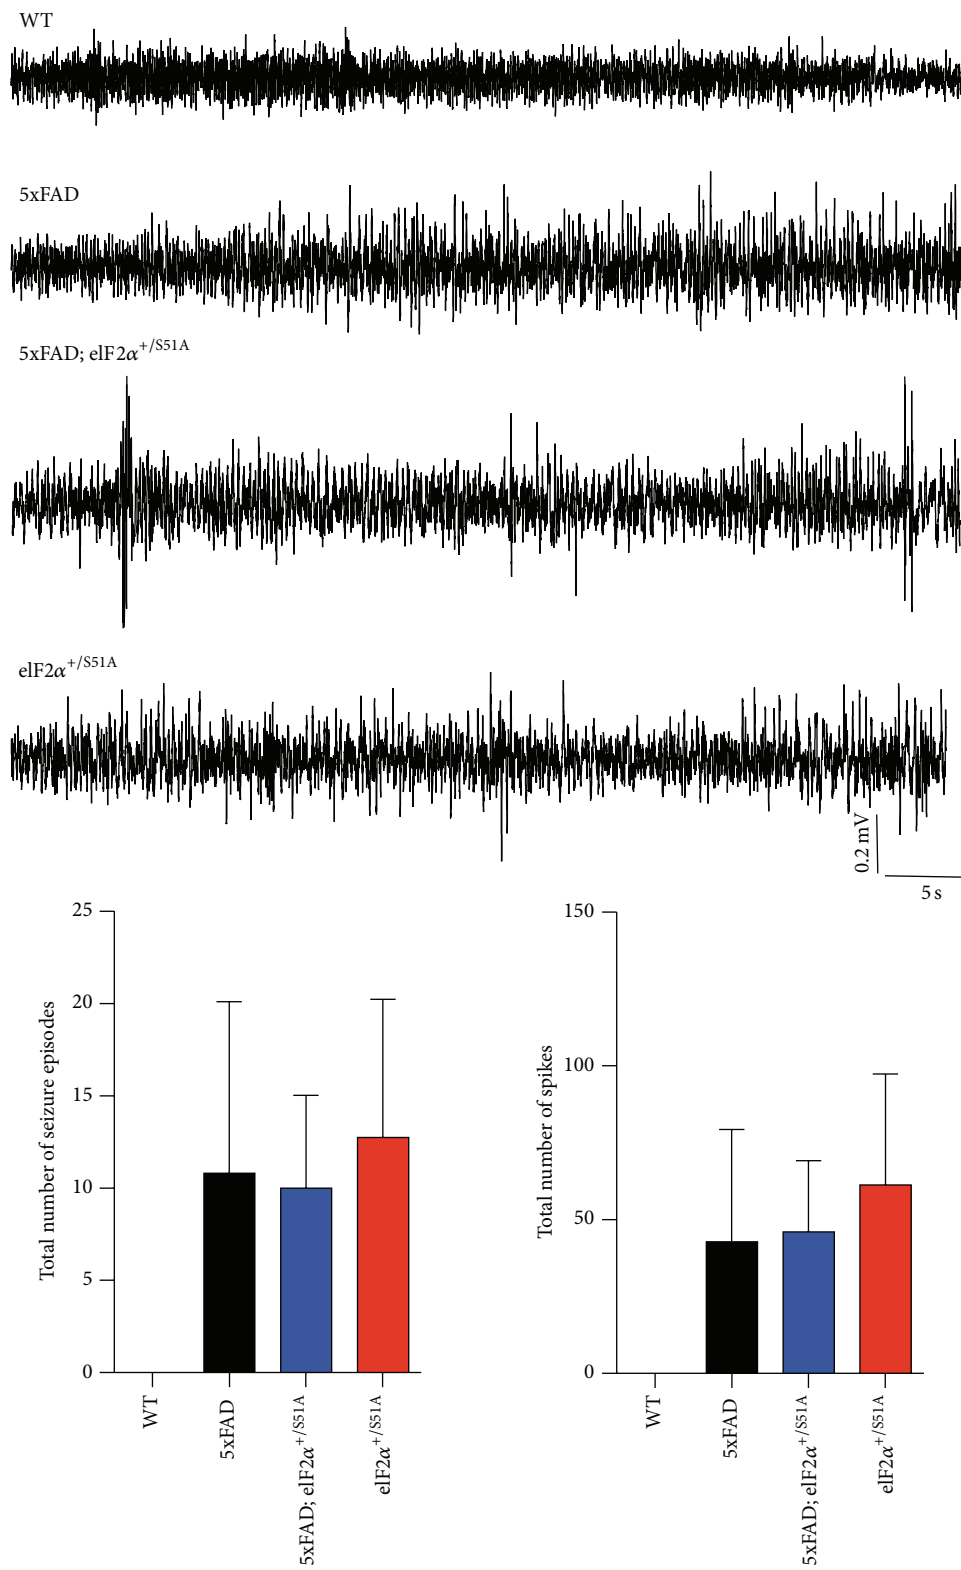 WT
5xFAD
5xFAD; eIF2α+/S51A
eIF2α+/S51A
0.2 mV
5 s
25
20
15
10
5
0
Total number of seizure episodes
WT
5xFAD
5xFAD; eIF2α+/S51A
eIF2α+/S51A
150
100
50
0
Total number of spikes
WT
5xFAD
5xFAD; eIF2α+/S51A
eIF2α+/S51A